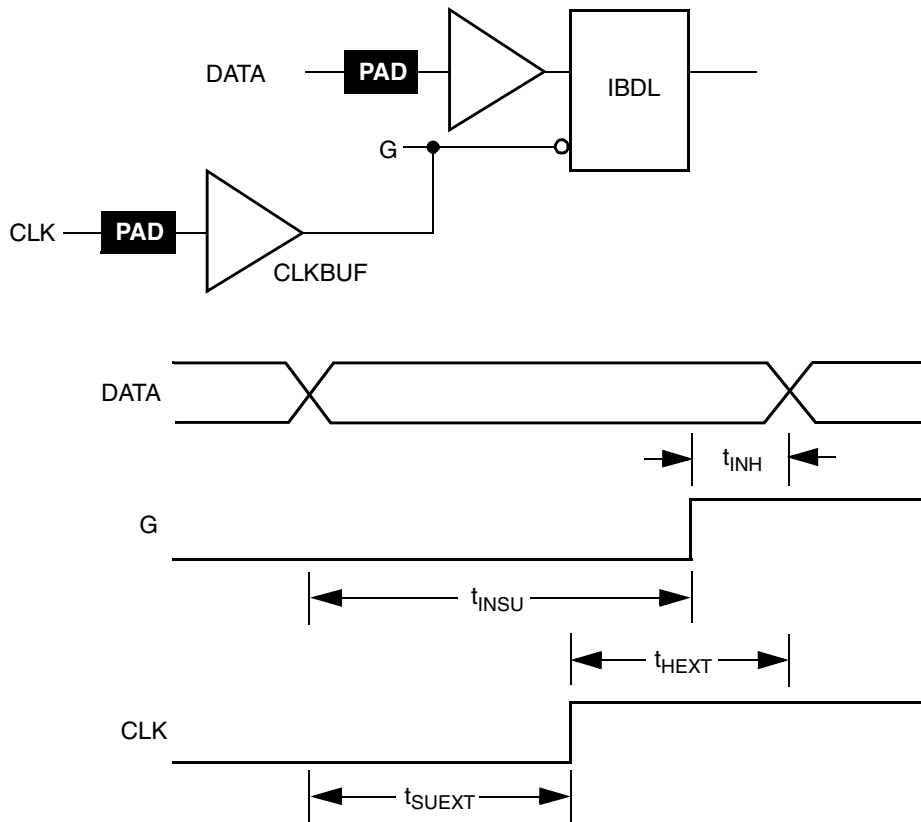 DATA PAD IBDL
G
CLK PAD
CLKBUF
DATA
tINH
G
tINSU
tHEXT
CLK
tSUEXT